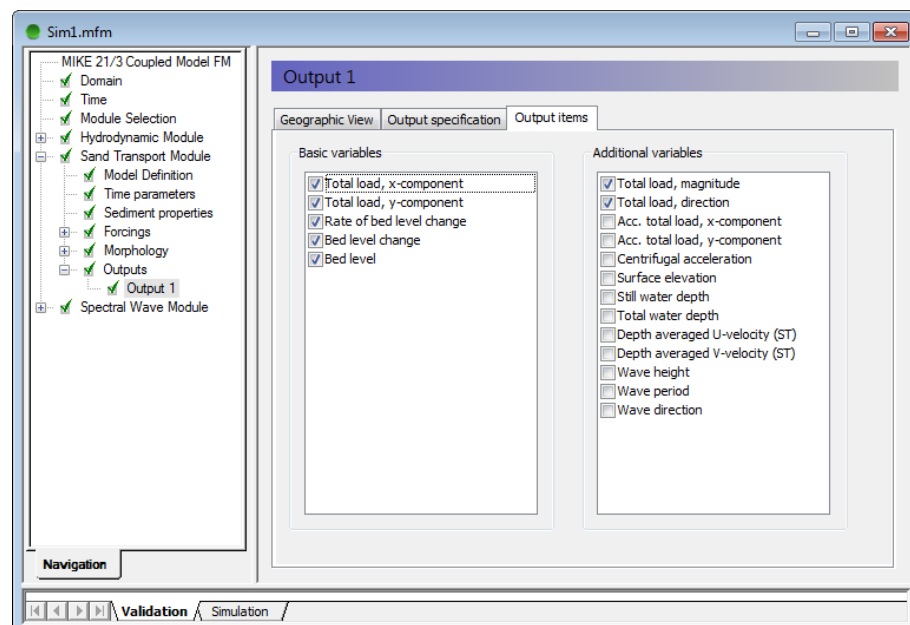 Sim1.mfm
MIKE 21/3 Coupled Model FM
Domain
Time
Module Selection
Hydrodynamic Module
Sand Transport Module
Model Definition
Time parameters
Sediment properties
Forcings
Morphology
Outputs
Output 1
Spectral Wave Module
Navigation
Output 1
Geographic View
Output specification
Output items
Basic variables
Total load, x-component
Total load, y-component
Rate of bed level change
Bed level change
Bed level
Additional variables
Total load, magnitude
Total load, direction
Acc. total load, x-component
Acc. total load, y-component
Centrifugal acceleration
Surface elevation
Still water depth
Total water depth
Depth averaged U-velocity (ST)
Depth averaged V-velocity (ST)
Wave height
Wave period
Wave direction
Validation
Simulation